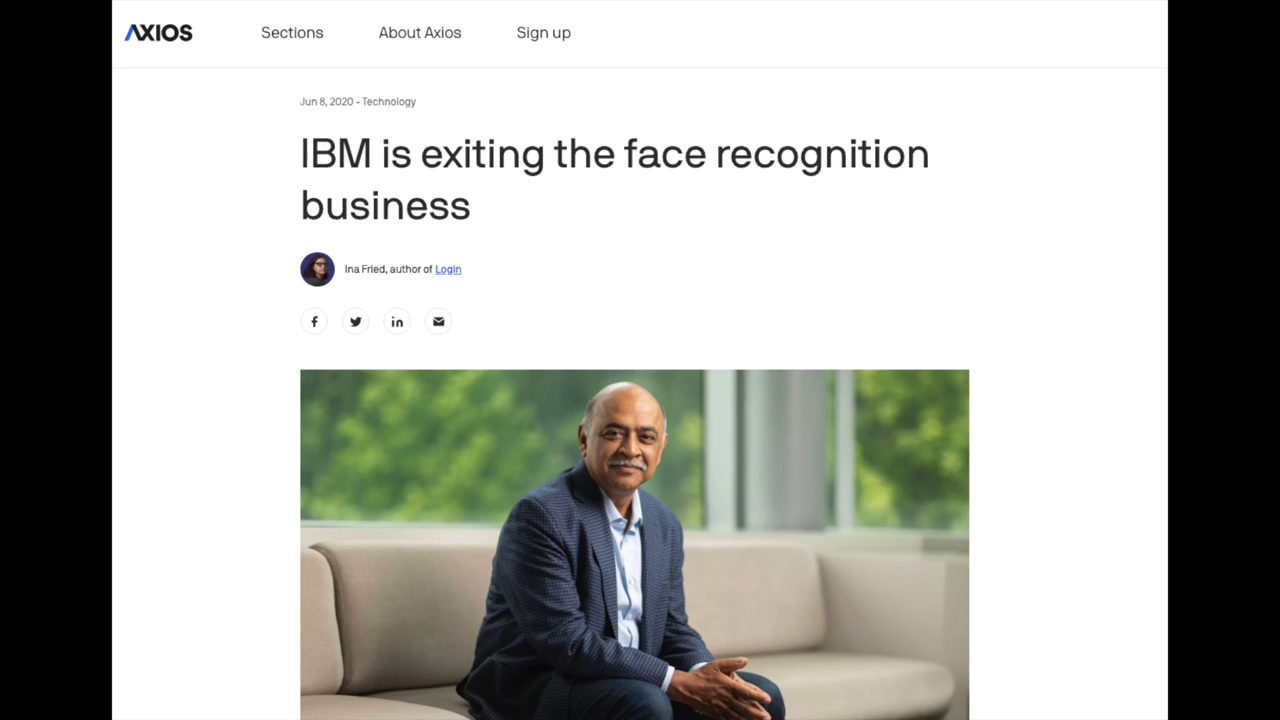 AXIOS Sections About Axios Sign up
Jun 8, 2020 - Technology
IBM is exiting the face recognition
business
Ina Fried, author of Login